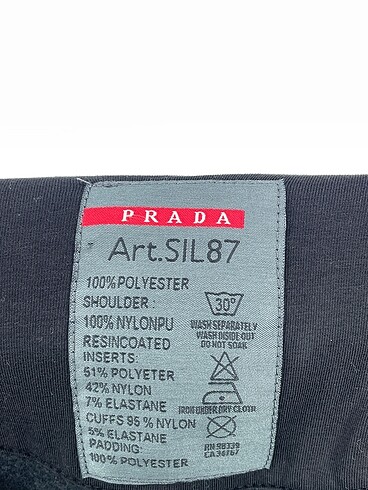 PRADA
Art.SIL87
100% POLYESTER
SHOULDER :
100% NYLONPU
RESINCOATED
INSERTS:
51% POLYETER
42% NYLON
7% ELASTANE
CUFFS 95 % NYLON
5% ELASTANE
PADDING:
100% POLYESTER
30°
WASH SEPARATELY
WASH INSIDE OUT
DO NOT SOAK
IRON UNDER DRY CLOTH
RN 98339
CA 36767